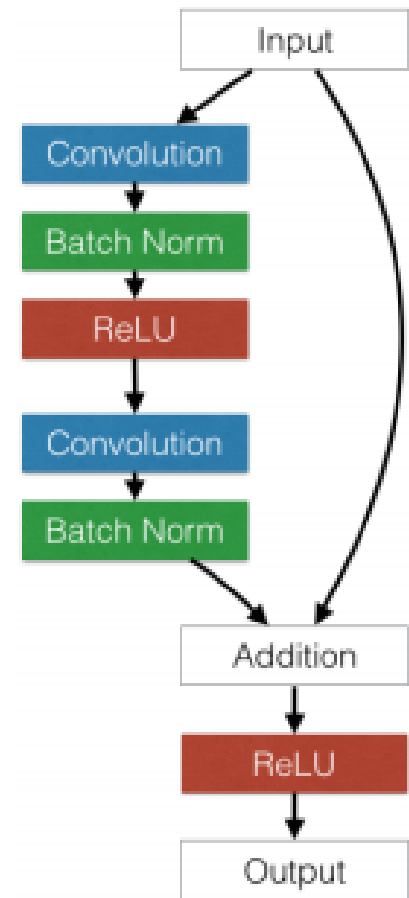 Input
Convolution
Batch Norm
ReLU
Convolution
Batch Norm
Addition
ReLU
Output